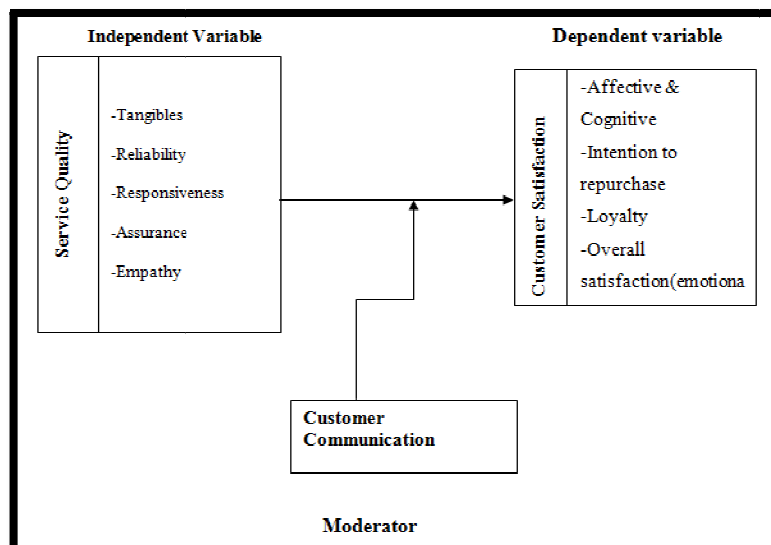 Independent Variable
Service Quality
-Tangibles
-Reliability
-Responsiveness
-Assurance
-Empathy
Dependent variable
Customer Satisfaction
-Affective &
Cognitive
-Intention to
repurchase
-Loyalty
-Overall
satisfaction(emotiona
Customer
Communication
Moderator